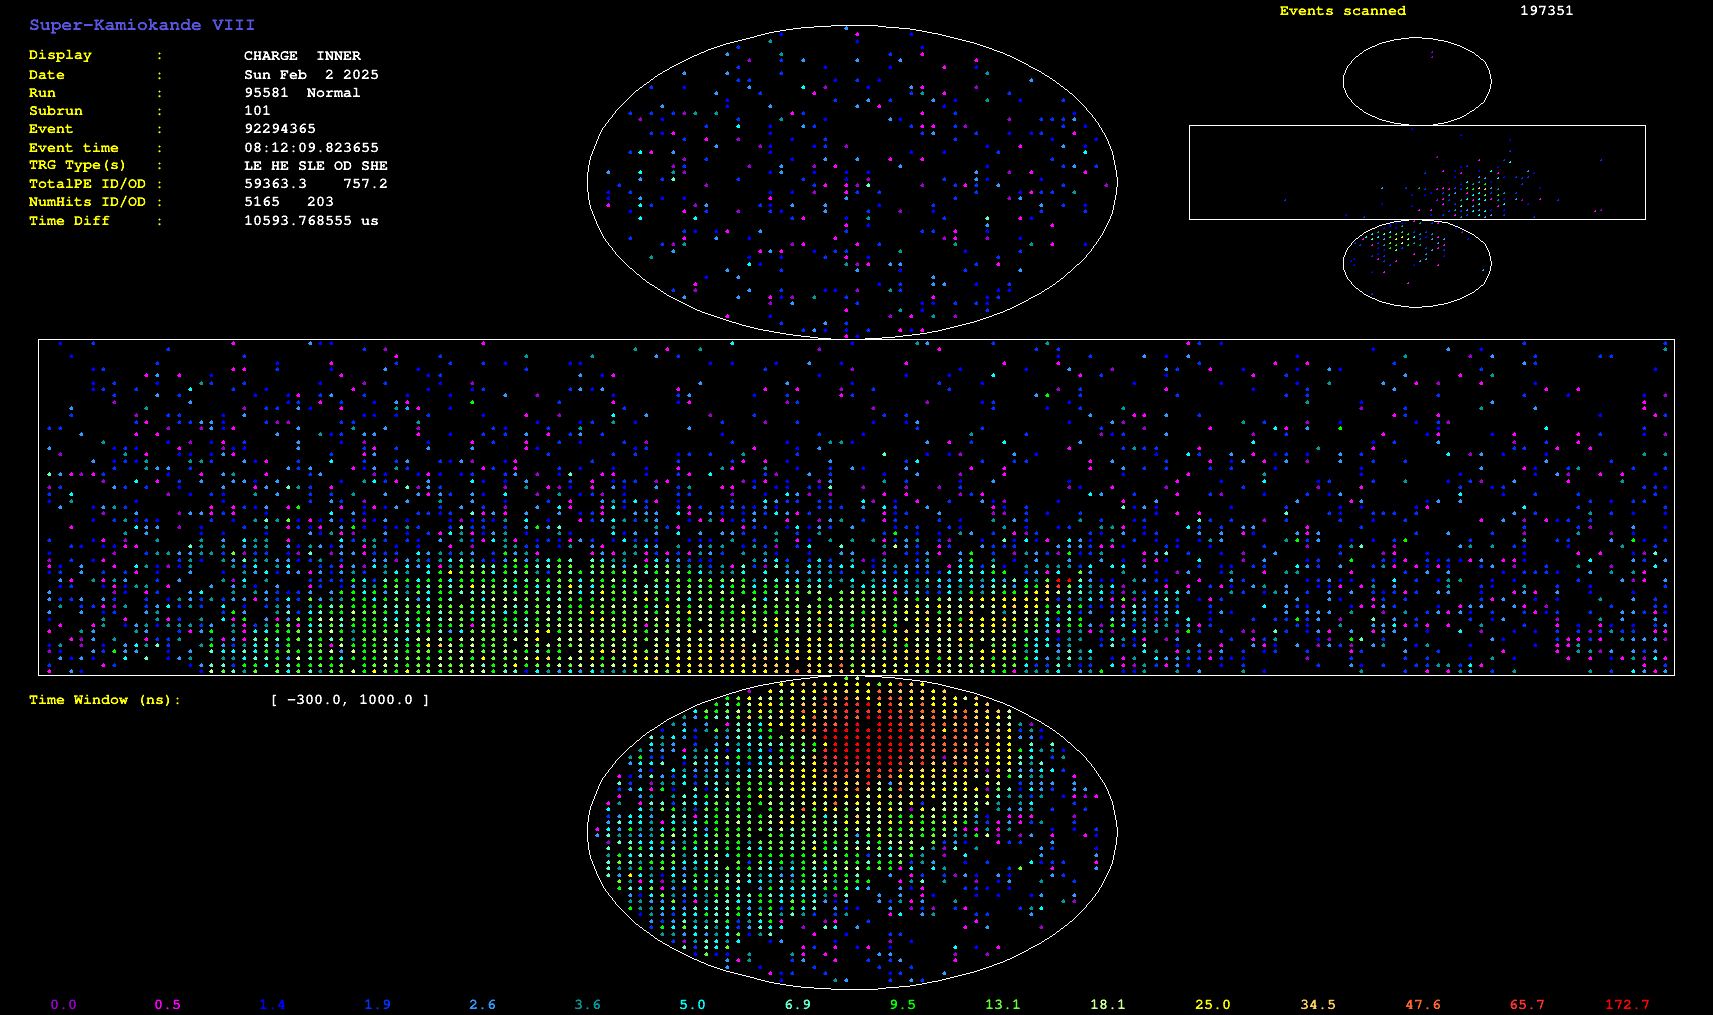 Super-Kamiokande VIII
Events scanned 197351
Display : CHARGE INNER
Date : Sun Feb 2 2025
Run : 95581 Normal
Subrun : 101
Event : 92294365
Event time : 08:12:09.823655
TRG Type(s) : LE HE SLE OD SHE
TotalPE ID/OD : 59363.3 757.2
NumHits ID/OD : 5165 203
Time Diff : 10593.768555 us
Time Window (ns): [ -300.0, 1000.0 ]
0.0 0.5 1.4 1.9 2.6 3.6 5.0 6.9 9.5 13.1 18.1 25.0 34.5 47.6 65.7 172.7